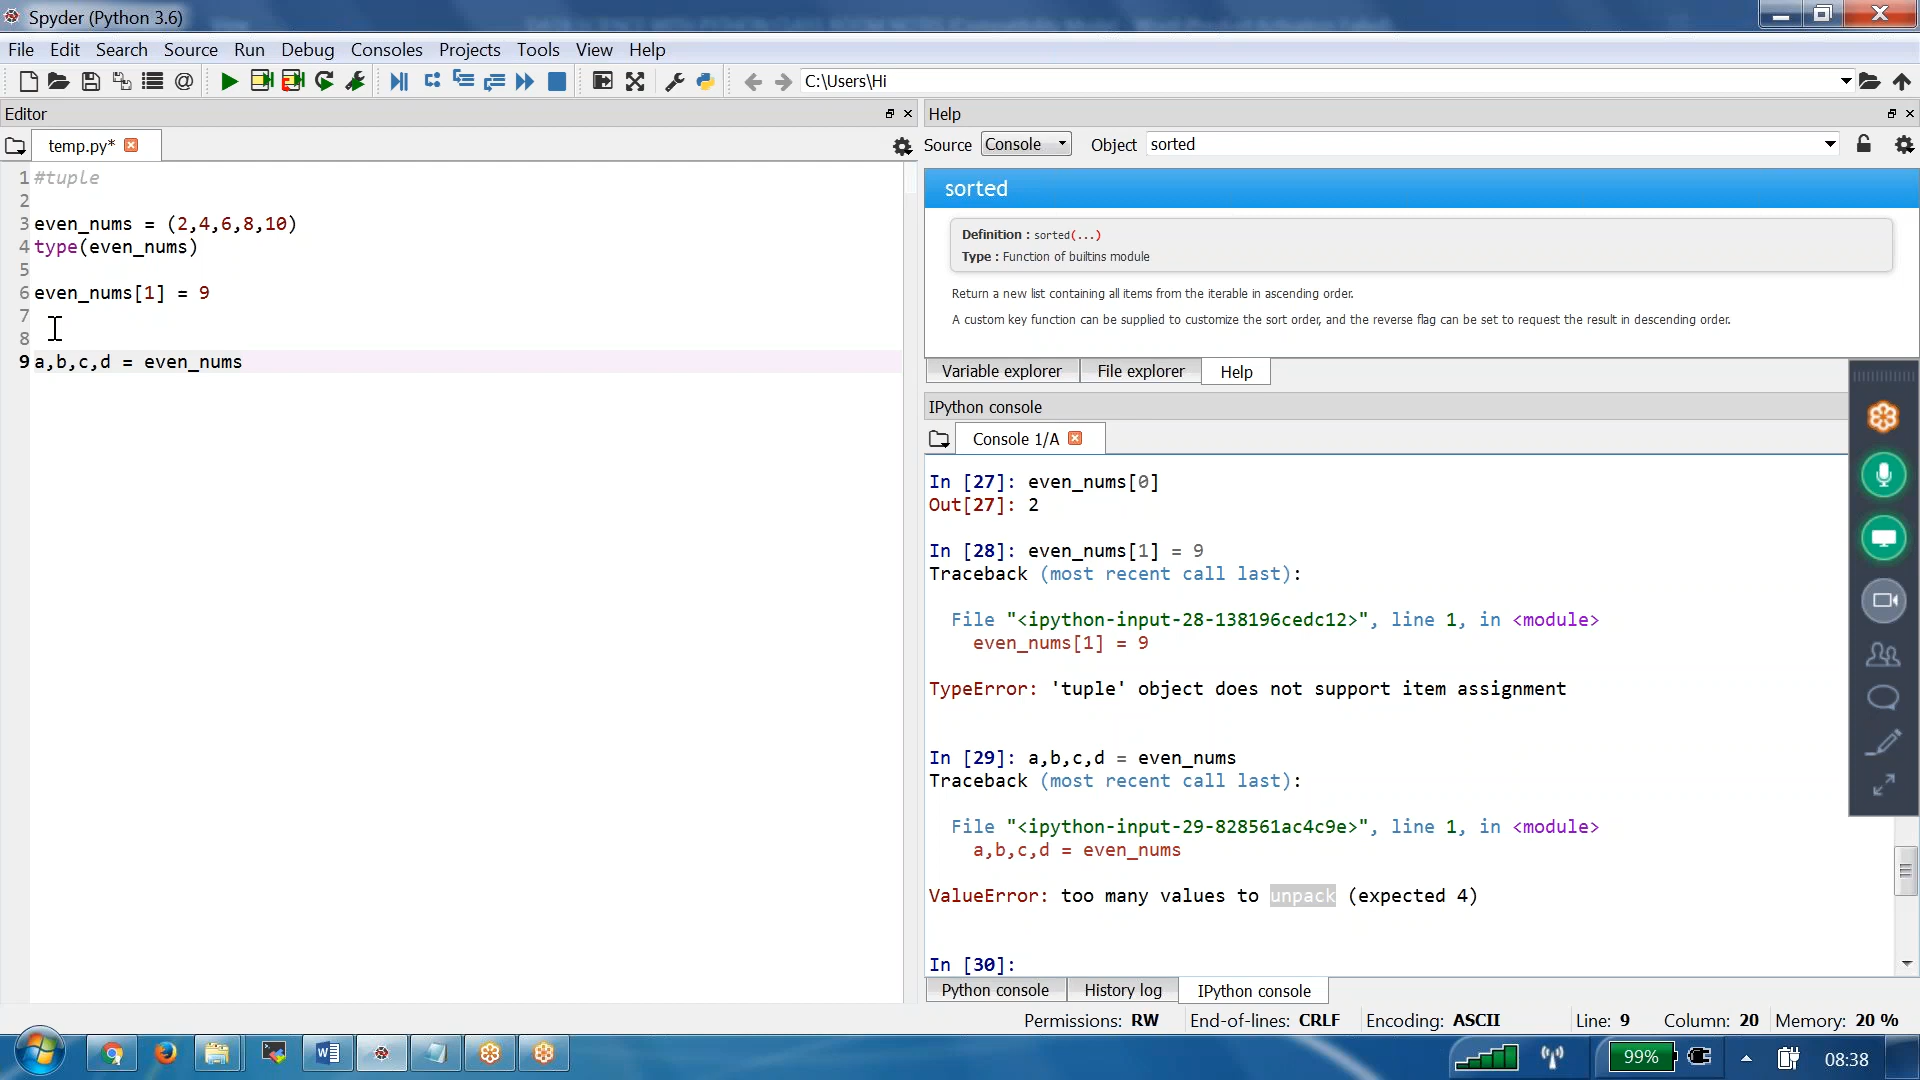 Spyder (Python 3.6)
File Edit Search Source Run Debug Consoles Projects Tools View Help
C:\Users\Hi
Editor
temp.py*
1 #tuple
2
3 even_nums = (2,4,6,8,10)
4 type(even_nums)
5
6 even_nums[1] = 9
7
8
9 a,b,c,d = even_nums
Help
Source Console Object sorted
sorted
Definition : sorted(...)
Type : Function of builtins module
Return a new list containing all items from the iterable in ascending order.
A custom key function can be supplied to customize the sort order, and the reverse flag can be set to request the result in descending order.
Variable explorer File explorer Help
IPython console
Console 1/A
In [27]: even_nums[0]
Out[27]: 2
In [28]: even_nums[1] = 9
Traceback (most recent call last):
File "<ipython-input-28-138196cedc12>", line 1, in <module>
even_nums[1] = 9
TypeError: 'tuple' object does not support item assignment
In [29]: a,b,c,d = even_nums
Traceback (most recent call last):
File "<ipython-input-29-828561ac4c9e>", line 1, in <module>
a,b,c,d = even_nums
ValueError: too many values to unpack (expected 4)
In [30]:
Python console History log IPython console
Permissions: RW End-of-lines: CRLF Encoding: ASCII Line: 9 Column: 20 Memory: 20 %
99% 08:38